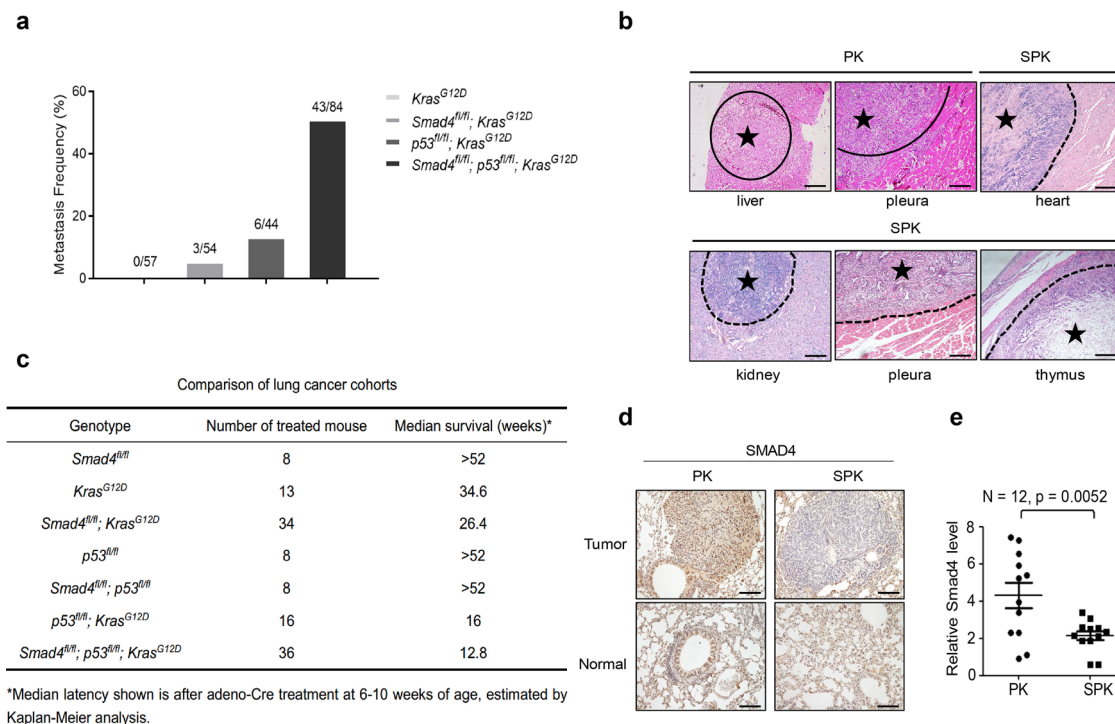 a
Metastasis Frequency (%)
60
40
20
0
0/57
3/54
6/44
43/84
Kras^G12D
Smad4^fl/fl; Kras^G12D
p53^fl/fl; Kras^G12D
Smad4^fl/fl; p53^fl/fl; Kras^G12D
b
PK SPK
liver pleura heart
SPK
kidney pleura thymus
c
Comparison of lung cancer cohorts
Genotype Number of treated mouse Median survival (weeks)*
Smad4^fl/fl 8 >52
Kras^G12D 13 34.6
Smad4^fl/fl; Kras^G12D 34 26.4
p53^fl/fl 8 >52
Smad4^fl/fl; p53^fl/fl 8 >52
p53^fl/fl; Kras^G12D 16 16
Smad4^fl/fl; p53^fl/fl; Kras^G12D 36 12.8
*Median latency shown is after adeno-Cre treatment at 6-10 weeks of age, estimated by
Kaplan-Meier analysis.
d
SMAD4
PK SPK
Tumor
Normal
e
N = 12, p = 0.0052
Relative Smad4 level
8
6
4
2
0
PK SPK